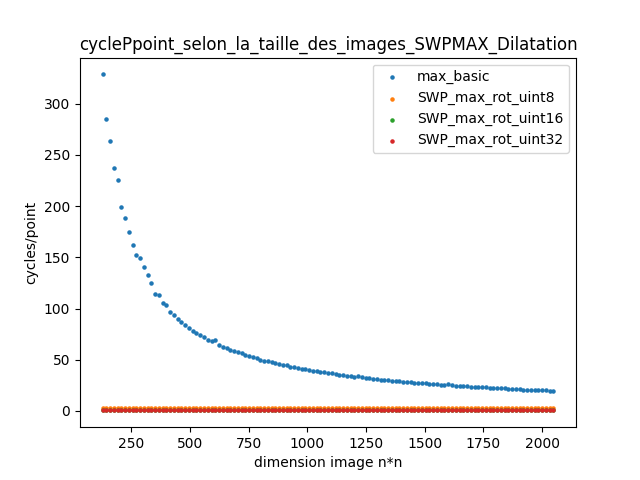 cyclePpoint_selon_la_taille_des_images_SWPMAX_Dilatation
max_basic
SWP_max_rot_uint8
SWP_max_rot_uint16
SWP_max_rot_uint32
cycles/point
300
250
200
150
100
50
0
250
500
750
1000
1250
1500
1750
2000
dimension image n*n